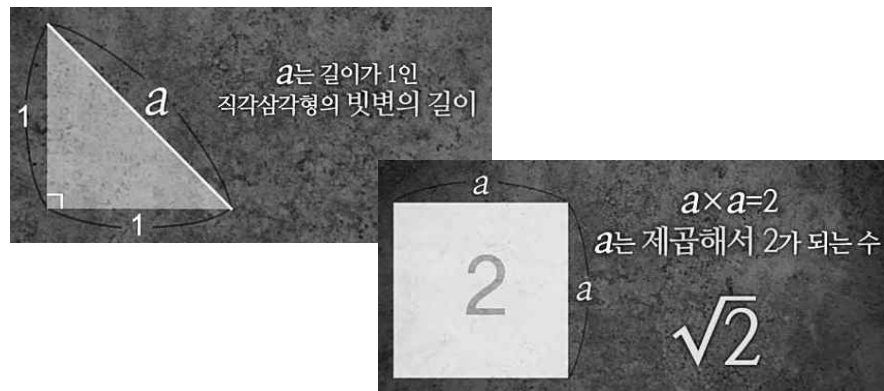 1
a
1
a는 길이가 1인
직각삼각형의 빗변의 길이
a
2
a
a×a=2
a는 제곱해서 2가 되는 수
√2